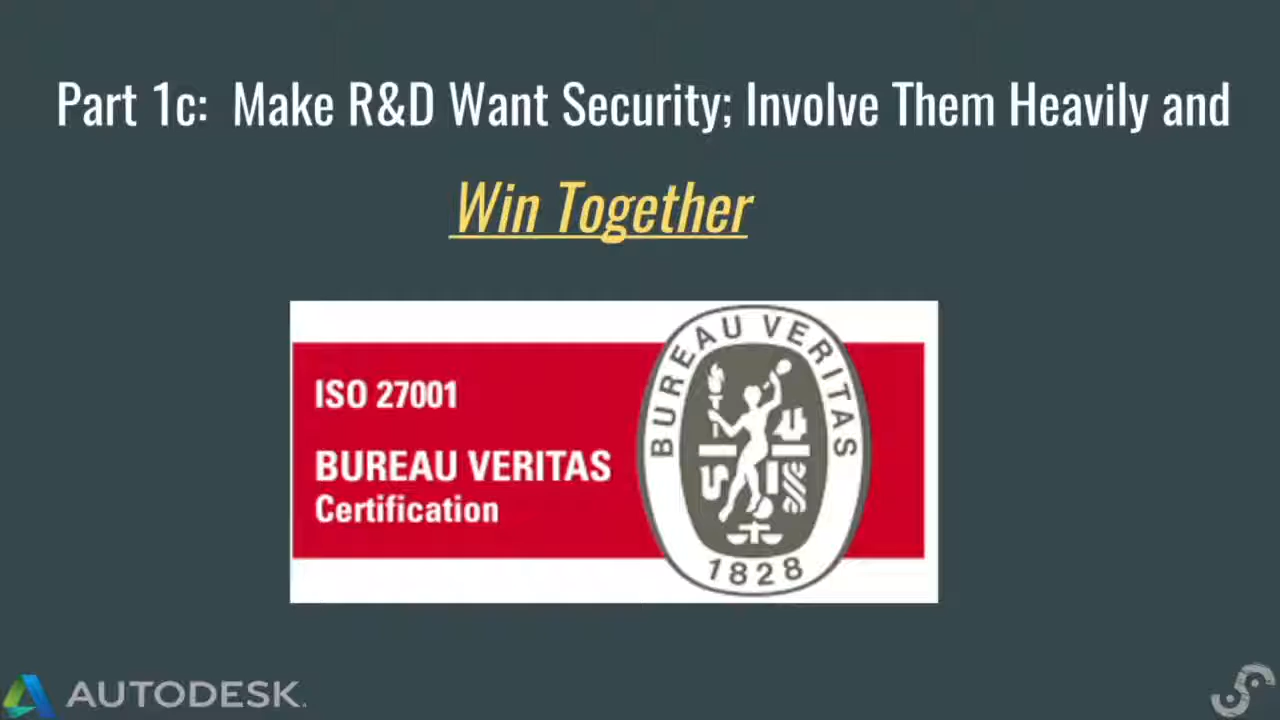 Part 1c: Make R&D Want Security; Involve Them Heavily and
Win Together
ISO 27001
BUREAU VERITAS
Certification
BUREAU VERITAS
1828
AUTODESK.